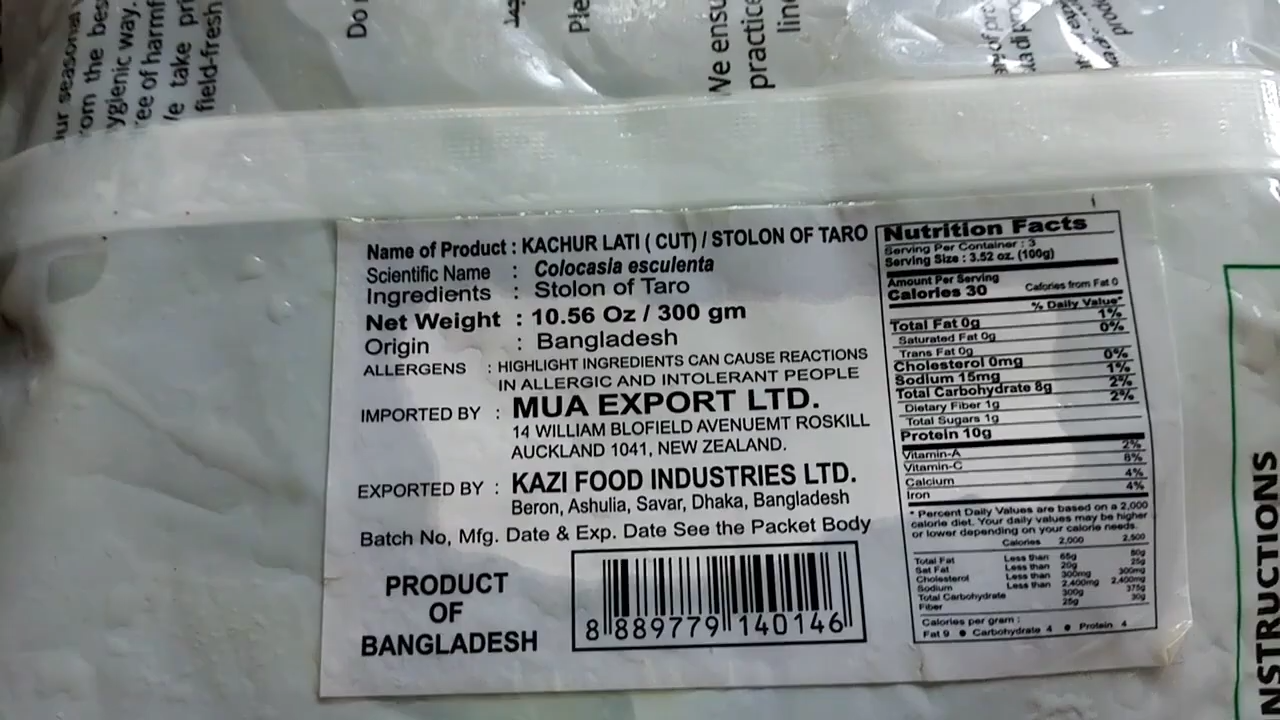 ur seasonal
om the bes
ygienic way.
ee of harmf
e take pri
field-fresh
Do
Ple
We ensu
practice
line
Name of Product : KACHUR LATI ( CUT) / STOLON OF TARO
Scientific Name : Colocasia esculenta
Ingredients : Stolon of Taro
Net Weight : 10.56 Oz / 300 gm
Origin : Bangladesh
ALLERGENS : HIGHLIGHT INGREDIENTS CAN CAUSE REACTIONS
IN ALLERGIC AND INTOLERANT PEOPLE
IMPORTED BY : MUA EXPORT LTD.
14 WILLIAM BLOFIELD AVENUEMT ROSKILL
AUCKLAND 1041, NEW ZEALAND.
EXPORTED BY : KAZI FOOD INDUSTRIES LTD.
Beron, Ashulia, Savar, Dhaka, Bangladesh
Batch No, Mfg. Date & Exp. Date See the Packet Body
PRODUCT
OF
BANGLADESH
8 889779 140146
Nutrition Facts
Serving Per Container : 3
Serving Size : 3.52 oz. (100g)
Amount Per Serving
Calories 30 Calories from Fat 0
% Daily Value*
Total Fat 0g 1%
Saturated Fat 0g 0%
Trans Fat 0g
Cholesterol 0mg 0%
Sodium 15mg 1%
Total Carbohydrate 8g 2%
Dietary Fiber 1g 2%
Total Sugars 1g
Protein 10g
Vitamin-A 2%
Vitamin-C 8%
Calcium 4%
Iron 4%
* Percent Daily Values are based on a 2,000
calorie diet. Your daily values may be higher
or lower depending on your calorie needs.
Calories 2,000 2,500
Total Fat Less than 65g 80g
Sat Fat Less than 20g 25g
Cholesterol Less than 300mg 300mg
Sodium Less than 2,400mg 2,400mg
Total Carbohydrate 300g 375g
Fiber 25g 30g
Calories per gram :
Fat 9 ● Carbohydrate 4 ● Protein 4
NSTRUCTIONS